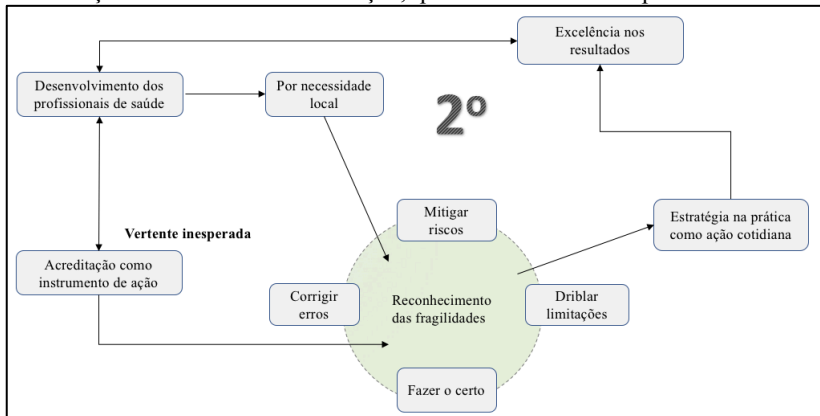 Excelência nos
resultados
Desenvolvimento dos
profissionais de saúde
Por necessidade
local
2º
Mitigar
riscos
Estratégia na prática
como ação cotidiana
Vertente inesperada
Acreditação como
instrumento de ação
Corrigir
erros
Reconhecimento
das fragilidades
Driblar
limitações
Fazer o certo